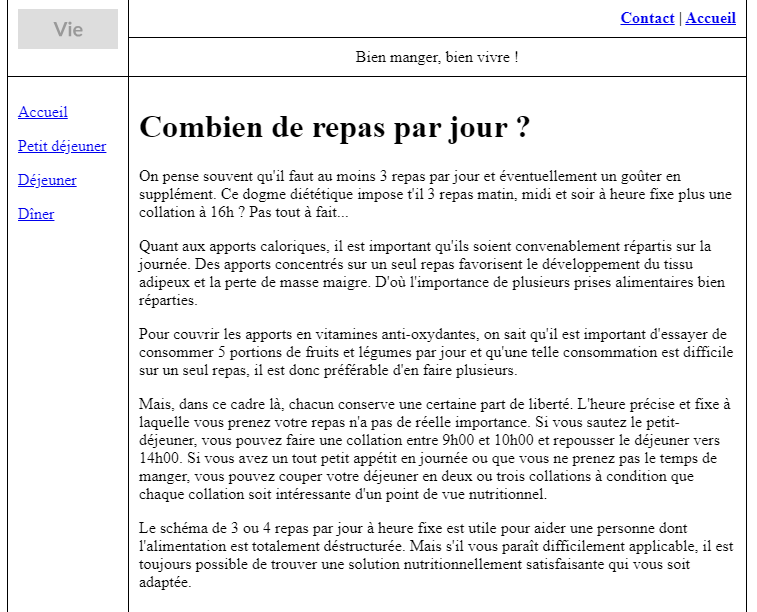 Vie
Contact | Accueil
Bien manger, bien vivre !
Accueil
Petit déjeuner
Déjeuner
Dîner
Combien de repas par jour ?
On pense souvent qu'il faut au moins 3 repas par jour et éventuellement un goûter en
supplément. Ce dogme diététique impose t'il 3 repas matin, midi et soir à heure fixe plus une
collation à 16h ? Pas tout à fait...
Quant aux apports caloriques, il est important qu'ils soient convenablement répartis sur la
journée. Des apports concentrés sur un seul repas favorisent le développement du tissu
adipeux et la perte de masse maigre. D'où l'importance de plusieurs prises alimentaires bien
réparties.
Pour couvrir les apports en vitamines anti-oxydantes, on sait qu'il est important d'essayer de
consommer 5 portions de fruits et légumes par jour et qu'une telle consommation est difficile
sur un seul repas, il est donc préférable d'en faire plusieurs.
Mais, dans ce cadre là, chacun conserve une certaine part de liberté. L'heure précise et fixe à
laquelle vous prenez votre repas n'a pas de réelle importance. Si vous sautez le petit-
déjeuner, vous pouvez faire une collation entre 9h00 et 10h00 et repousser le déjeuner vers
14h00. Si vous avez un tout petit appétit en journée ou que vous ne prenez pas le temps de
manger, vous pouvez couper votre déjeuner en deux ou trois collations à condition que
chaque collation soit intéressante d'un point de vue nutritionnel.
Le schéma de 3 ou 4 repas par jour à heure fixe est utile pour aider une personne dont
l'alimentation est totalement déstructurée. Mais s'il vous paraît difficilement applicable, il est
toujours possible de trouver une solution nutritionnellement satisfaisante qui vous soit
adaptée.